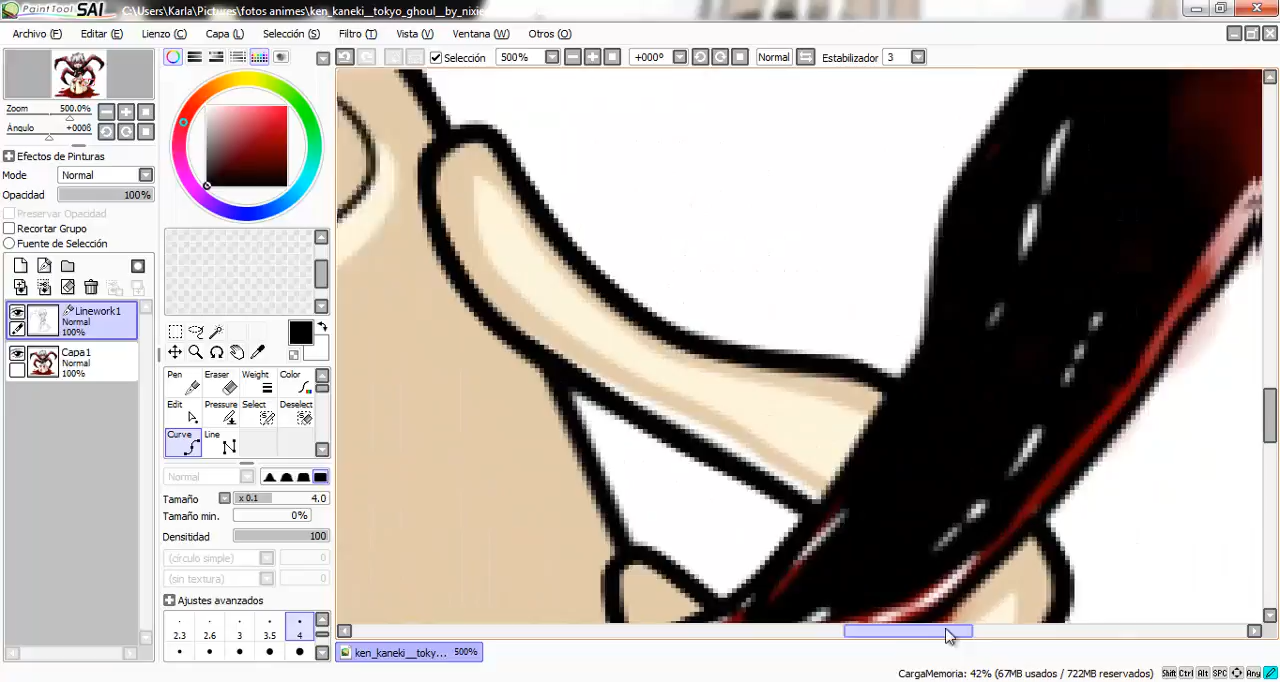 PaintTool SAI C:\Users\Karla\Pictures\fotos animes\ken_kaneki__tokyo_ghoul__by_nixie
Archivo (F) Editar (E) Lienzo (C) Capa (L) Selección (S) Filtro (T) Vista (V) Ventana (W) Otros (O)
Selección 500% +000º Normal Estabilizador 3
Zoom 500.0%
Ángulo +000ß
Efectos de Pinturas
Mode Normal
Opacidad 100%
Preservar Opacidad
Recortar Grupo
Fuente de Selección
Linework1
Normal
100%
Capa1
Normal
100%
Pen Eraser Weight Color
Edit Pressure Select Deselect
Curve Line
Normal
Tamaño x 0.1 4.0
Tamaño min. 0%
Densitidad 100
(círculo simple) 0
(sin textura) 0
Ajustes avanzados
2.3 2.6 3 3.5 4
ken_kaneki__toky... 500%
CargaMemoria: 42% (67MB usados / 722MB reservados) Shift Ctrl Alt SPC Any